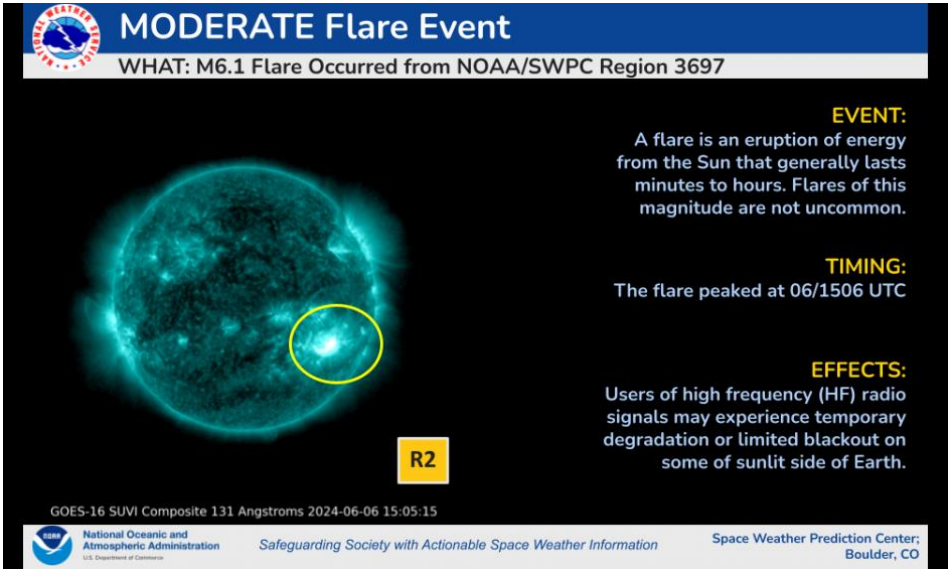 NATIONAL WEATHER SERVICE
MODERATE Flare Event
WHAT: M6.1 Flare Occurred from NOAA/SWPC Region 3697
EVENT:
A flare is an eruption of energy
from the Sun that generally lasts
minutes to hours. Flares of this
magnitude are not uncommon.
TIMING:
The flare peaked at 06/1506 UTC
EFFECTS:
Users of high frequency (HF) radio
signals may experience temporary
degradation or limited blackout on
some of sunlit side of Earth.
R2
GOES-16 SUVI Composite 131 Angstroms 2024-06-06 15:05:15
NOAA
National Oceanic and
Atmospheric Administration
U.S. Department of Commerce
Safeguarding Society with Actionable Space Weather Information
Space Weather Prediction Center;
Boulder, CO